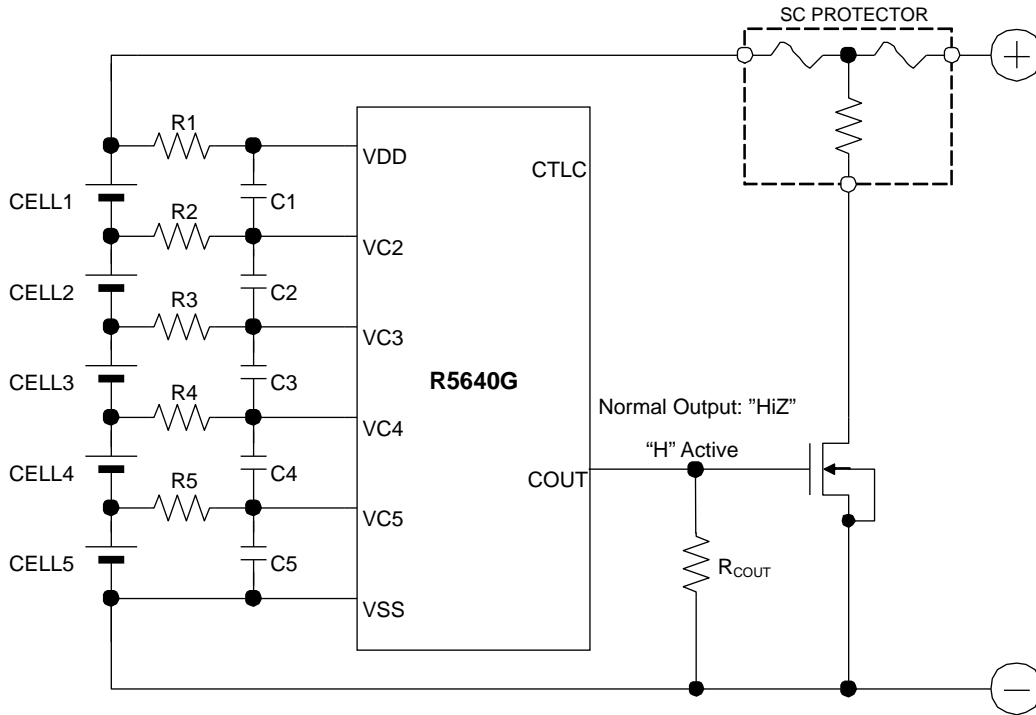 SC PROTECTOR
+
R1
VDD
CTLC
CELL1
C1
R2
VC2
CELL2
C2
R3
VC3
CELL3
C3
R5640G
R4
Normal Output: ”HiZ”
VC4
“H” Active
CELL4
C4
COUT
R5
VC5
CELL5
C5
RCOUT
VSS
−